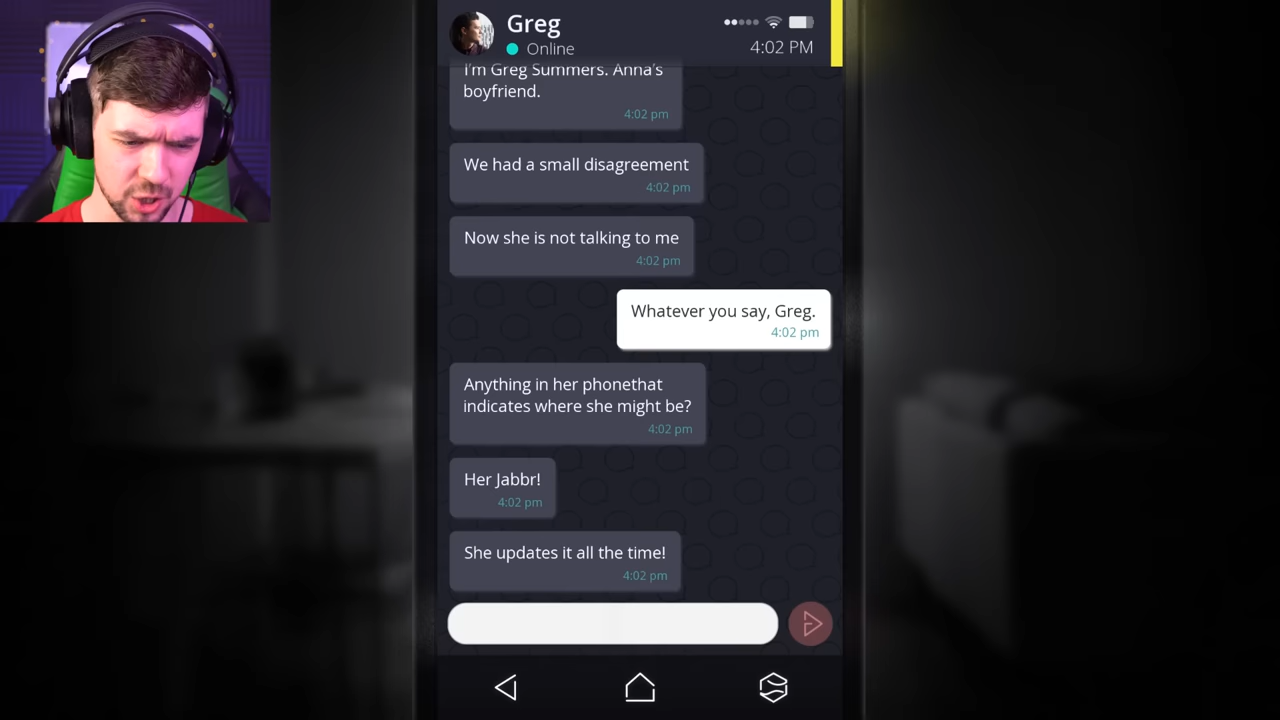 Greg
Online
4:02 PM
I'm Greg Summers. Anna's
boyfriend.
4:02 pm
We had a small disagreement
4:02 pm
Now she is not talking to me
4:02 pm
Whatever you say, Greg.
4:02 pm
Anything in her phonethat
indicates where she might be?
4:02 pm
Her Jabbr!
4:02 pm
She updates it all the time!
4:02 pm